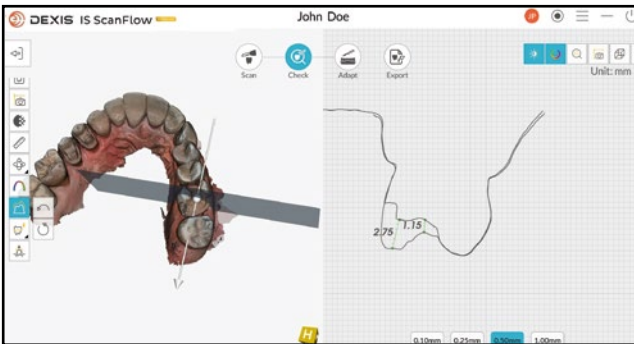 DEXIS IS ScanFlow
John Doe
JP
Scan
Check
Adapt
Export
Unit: mm
2.75
1.15
H
0.10mm
0.25mm
0.50mm
1.00mm